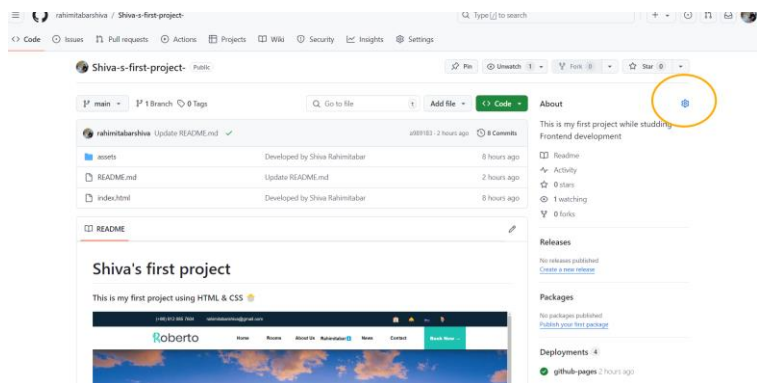 rahimitabarshiva / Shiva-s-first-project-
Type / to search
Code Issues Pull requests Actions Projects Wiki Security Insights Settings
Shiva-s-first-project- Public
Pin Unwatch 1 Fork 0 Star 0
main 1 Branch 0 Tags
Go to file t Add file Code
About
rahimitabarshiva Update README.md
2 hours ago 8 Commits
This is my first project while studding Frontend development
assets Developed by Shiva Rahimitabar 8 hours ago
README.md Update README.md 2 hours ago
index.html Developed by Shiva Rahimitabar 8 hours ago
Readme
Activity
0 stars
1 watching
0 forks
README
Shiva's first project
This is my first project using HTML & CSS
Roberto Home Rooms About Us Rahimitabar News Contact Book Now
Releases
No releases published
Create a new release
Packages
No packages published
Publish your first package
Deployments 4
github-pages 2 hours ago